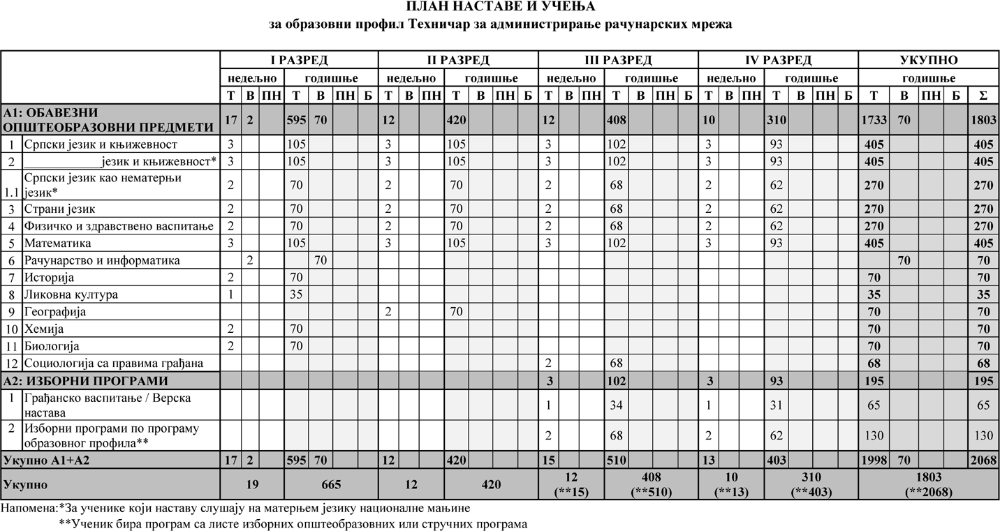 ПЛАН НАСТАВЕ И УЧЕЊА
за образовни профил Техничар за администрирање рачунарских мрежа
I РАЗРЕД II РАЗРЕД III РАЗРЕД IV РАЗРЕД УКУПНО
недељно годишње недељно годишње недељно годишње недељно годишње годишње
Т В ПН Т В ПН Б Т В ПН Т В ПН Б Т В ПН Т В ПН Б Т В ПН Т В ПН Б Т В ПН Б Σ
А1: ОБАВЕЗНИ
ОПШТЕОБРАЗОВНИ ПРЕДМЕТИ 17 2 595 70 12 420 12 408 10 310 1733 70 1803
1 Српски језик и књижевност 3 105 3 105 3 102 3 93 405 405
2 ____________језик и књижевност* 3 105 3 105 3 102 3 93 405 405
1.1 Српски језик као нематерњи
језик* 2 70 2 70 2 68 2 62 270 270
3 Страни језик 2 70 2 70 2 68 2 62 270 270
4 Физичко и здравствено васпитање 2 70 2 70 2 68 2 62 270 270
5 Математика 3 105 3 105 3 102 3 93 405 405
6 Рачунарство и информатика 2 70 70 70
7 Историја 2 70 70 70
8 Ликовна култура 1 35 35 35
9 Географија 2 70 70 70
10 Хемија 2 70 70 70
11 Биологија 2 70 70 70
12 Социологија са правима грађана 2 68 68 68
А2: ИЗБОРНИ ПРОГРАМИ 3 102 3 93 195 195
1 Грађанско васпитање / Верска
настава 1 34 1 31 65 65
2 Изборни програми по програму
образовног профила** 2 68 2 62 130 130
Укупно А1+А2 17 2 595 70 12 420 15 510 13 403 1998 70 2068
Укупно 19 665 12 420 12 408 10 310 1803
(**15) (**510) (**13) (**403) (**2068)
Напомена:*За ученике који наставу слушају на матерњем језику националне мањине
**Ученик бира програм са листе изборних општеобразовних или стручних програма